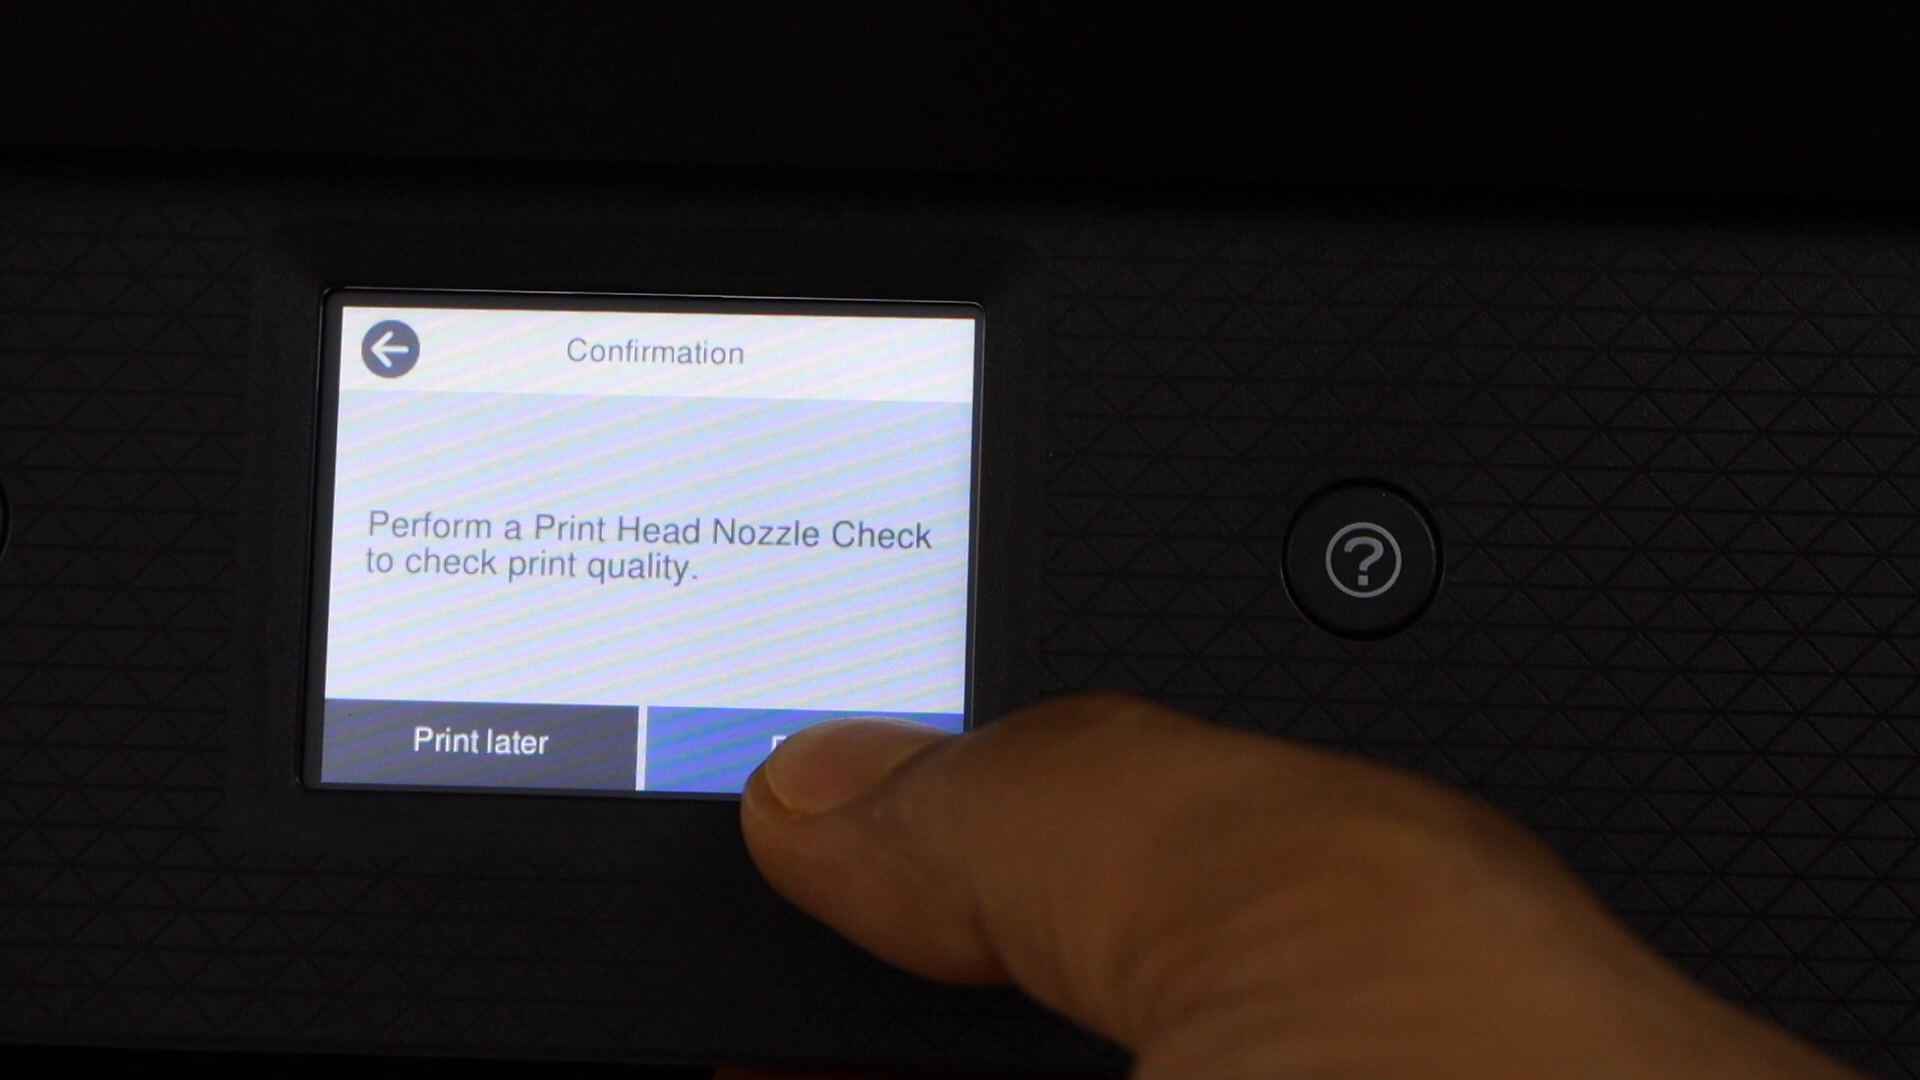 Confirmation
Perform a Print Head Nozzle Check
to check print quality.
Print later
?